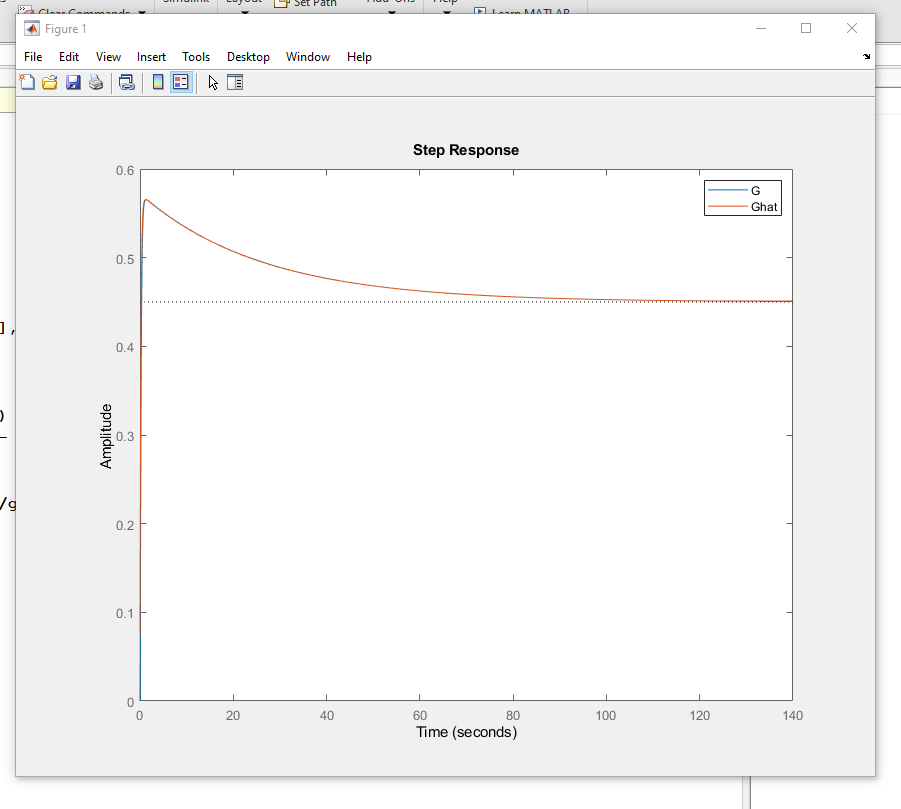 Clear Commands
Simulink
Layout
Set Path
Add-Ons
Help
Learn MATLAB
Figure 1
File Edit View Insert Tools Desktop Window Help
Step Response
G
Ghat
0.6
0.5
0.4
0.3
0.2
0.1
0
Amplitude
0 20 40 60 80 100 120 140
Time (seconds)
],
/g